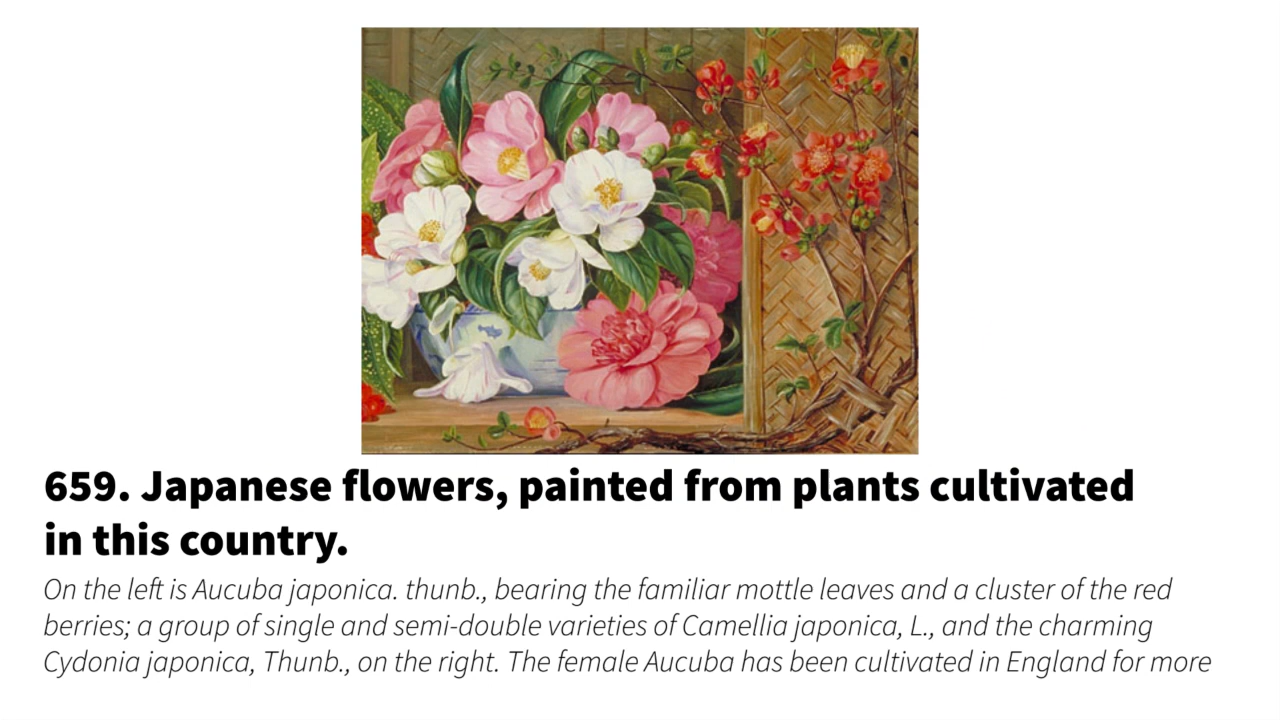 659. Japanese flowers, painted from plants cultivated
in this country.
On the left is Aucuba japonica. thunb., bearing the familiar mottle leaves and a cluster of the red
berries; a group of single and semi-double varieties of Camellia japonica, L., and the charming
Cydonia japonica, Thunb., on the right. The female Aucuba has been cultivated in England for more